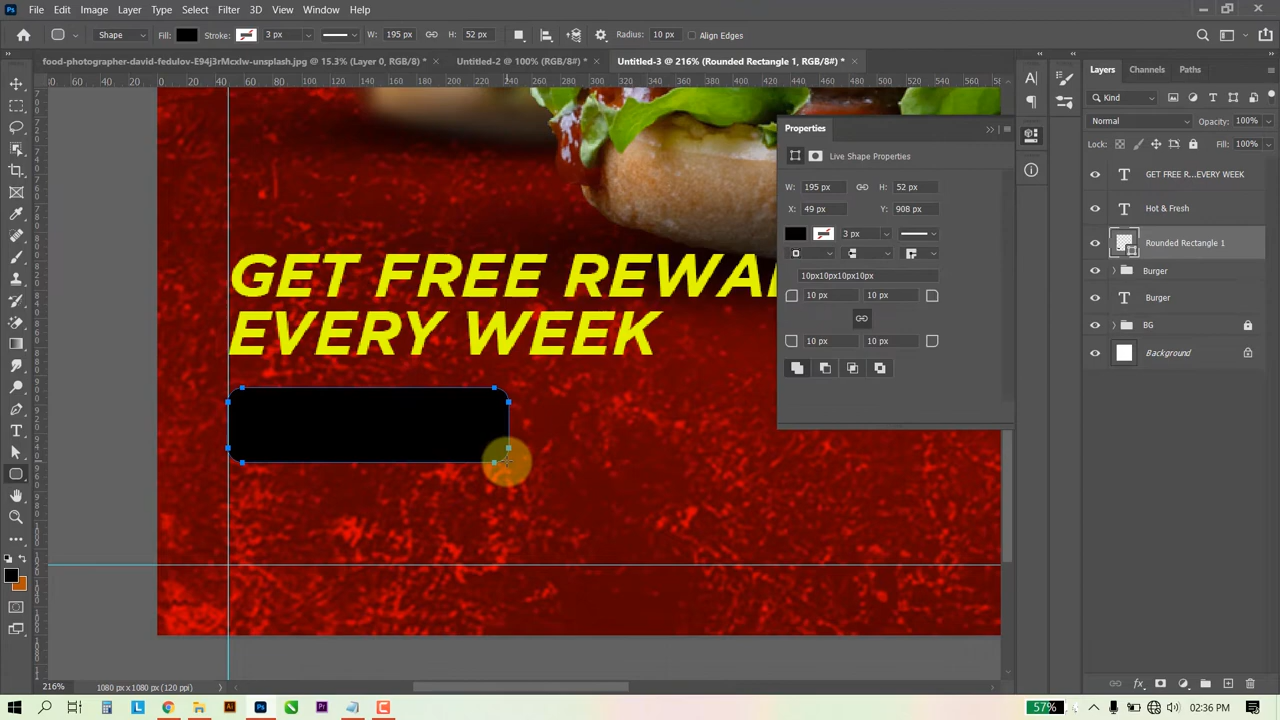 Ps File Edit Image Layer Type Select Filter 3D View Window Help
Shape Fill: Stroke: 3 px W: 195 px H: 52 px Radius: 10 px Align Edges
food-photographer-david-fedulov-E94j3rMcxlw-unsplash.jpg @ 15.3% (Layer 0, RGB/8) * × Untitled-2 @ 100% (RGB/8#) * × Untitled-3 @ 216% (Rounded Rectangle 1, RGB/8#) * ×
Layers Channels Paths
Kind
Normal Opacity: 100%
Lock: Fill: 100%
GET FREE R...EVERY WEEK
Hot & Fresh
Rounded Rectangle 1
Burger
Burger
BG
Background
Properties
Live Shape Properties
W: 195 px H: 52 px
X: 49 px Y: 908 px
3 px
10px10px10px10px
10 px 10 px
10 px 10 px
GET FREE REWA
EVERY WEEK
216% 1080 px x 1080 px (120 ppi)
57% 02:36 PM